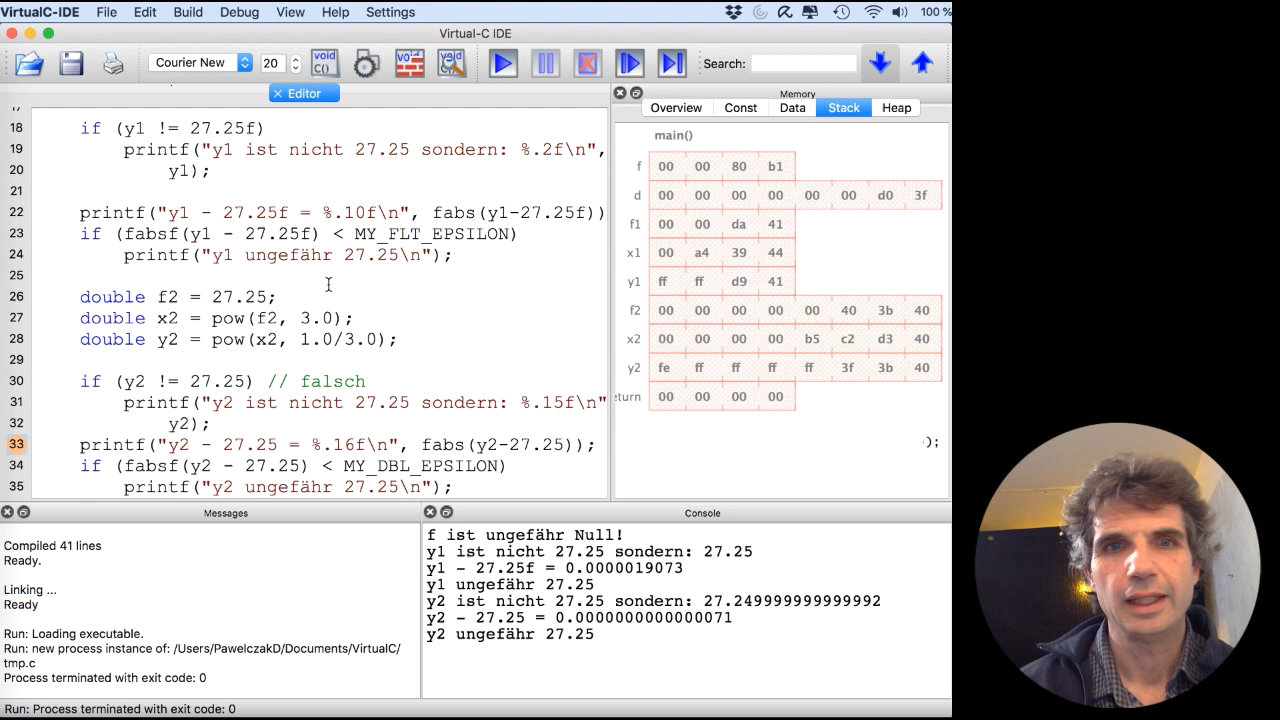 VirtualC-IDE File Edit Build Debug View Help Settings 100 %
Virtual-C IDE
Courier New 20 void C() void void C() Search:
Editor
Memory
Overview Const Data Stack Heap
main()
18 if (y1 != 27.25f)
19 printf("y1 ist nicht 27.25 sondern: %.2f\n",
20 y1);
21
22 printf("y1 - 27.25f = %.10f\n", fabs(y1-27.25f))
23 if (fabsf(y1 - 27.25f) < MY_FLT_EPSILON)
24 printf("y1 ungefähr 27.25\n");
25
26 double f2 = 27.25;
27 double x2 = pow(f2, 3.0);
28 double y2 = pow(x2, 1.0/3.0);
29
30 if (y2 != 27.25) // falsch
31 printf("y2 ist nicht 27.25 sondern: %.15f\n"
32 y2);
33 printf("y2 - 27.25 = %.16f\n", fabs(y2-27.25));
34 if (fabsf(y2 - 27.25) < MY_DBL_EPSILON)
35 printf("y2 ungefähr 27.25\n");
f 00 00 80 b1
d 00 00 00 00 00 00 d0 3f
f1 00 00 da 41
x1 00 a4 39 44
y1 ff ff d9 41
f2 00 00 00 00 00 40 3b 40
x2 00 00 00 00 b5 c2 d3 40
y2 fe ff ff ff ff 3f 3b 40
eturn 00 00 00 00
);
Messages
Compiled 41 lines
Ready.
Linking ...
Ready
Run: Loading executable.
Run: new process instance of: /Users/PawelczakD/Documents/VirtualC/
tmp.c
Process terminated with exit code: 0
Console
f ist ungefähr Null!
y1 ist nicht 27.25 sondern: 27.25
y1 - 27.25f = 0.0000019073
y1 ungefähr 27.25
y2 ist nicht 27.25 sondern: 27.249999999999992
y2 - 27.25 = 0.0000000000000071
y2 ungefähr 27.25
Run: Process terminated with exit code: 0